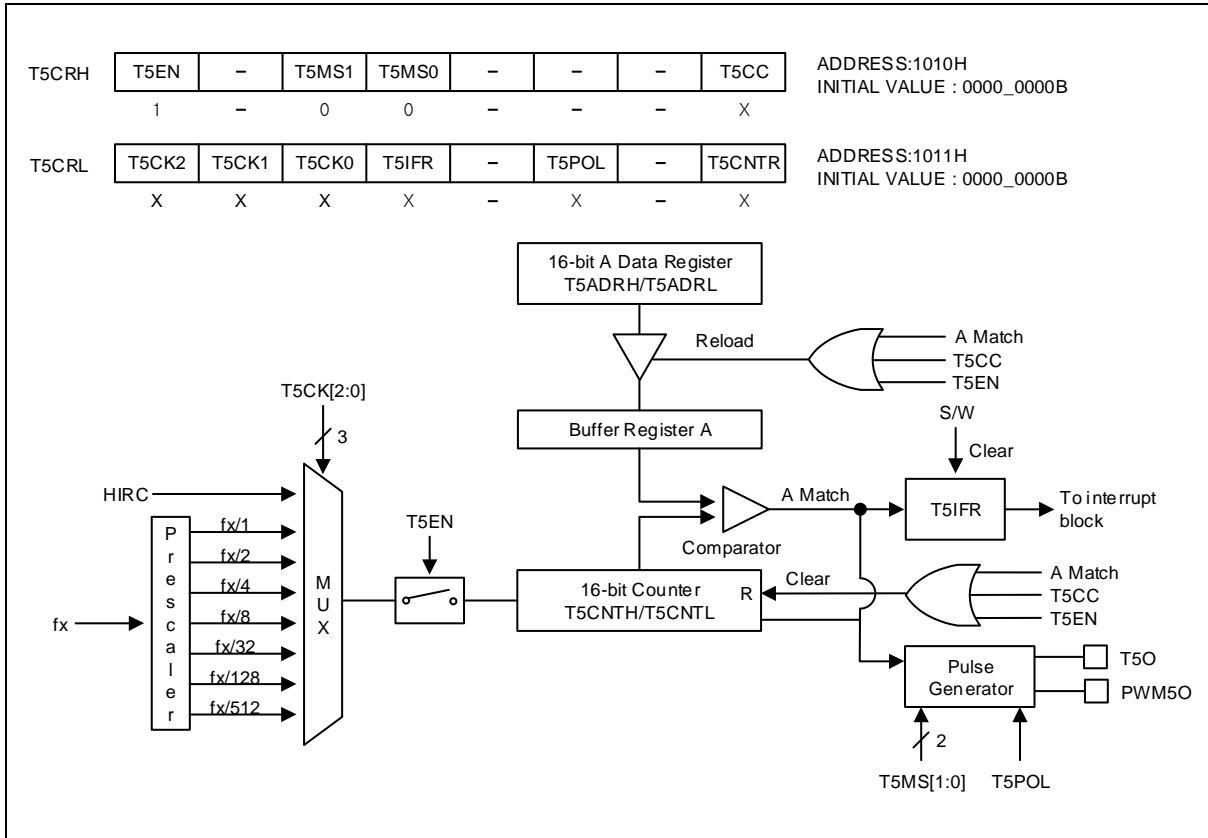 T5CRH T5EN – T5MS1 T5MS0 – – – T5CC ADDRESS:1010H
INITIAL VALUE : 0000_0000B
1 – 0 0 – – – X
T5CRL T5CK2 T5CK1 T5CK0 T5IFR – T5POL – T5CNTR ADDRESS:1011H
INITIAL VALUE : 0000_0000B
X X X X – X – X
16-bit A Data Register
T5ADRH/T5ADRL
Reload
A Match
T5CC
T5EN
T5CK[2:0]
3
Buffer Register A
S/W
Clear
HIRC
A Match
T5IFR
To interrupt
block
Comparator
T5EN
fx
Prescaler
fx/1
fx/2
fx/4
fx/8
fx/32
fx/128
fx/512
MUX
16-bit Counter
T5CNTH/T5CNTL
R
Clear
A Match
T5CC
T5EN
Pulse
Generator
T5O
PWM5O
2
T5MS[1:0]
T5POL